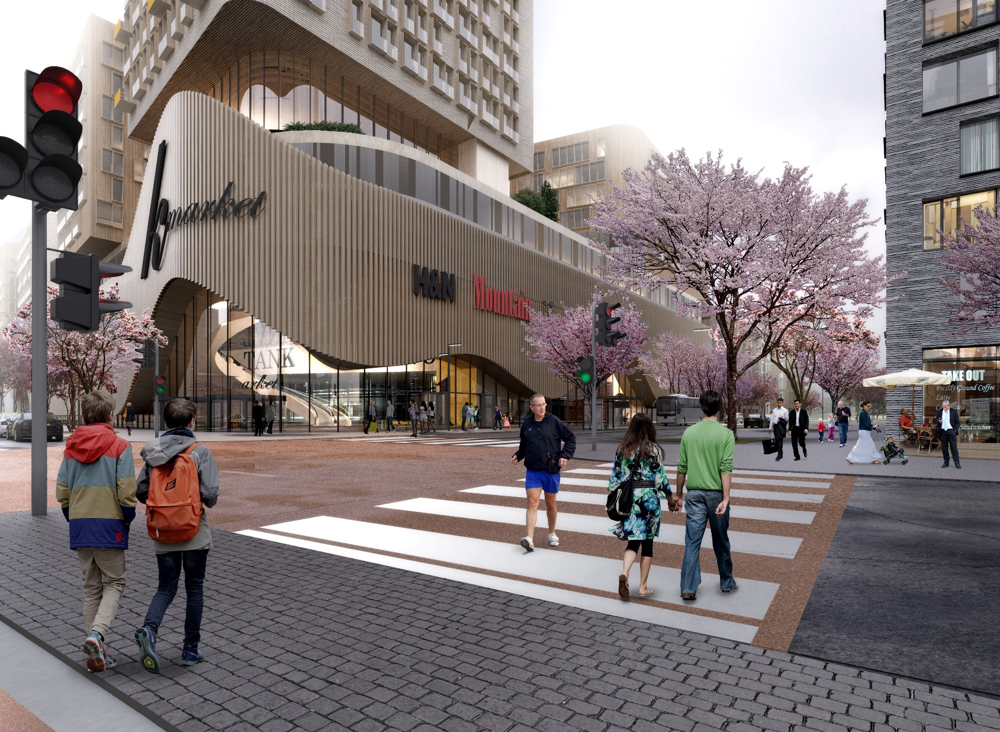 market
H&N
Mountain
TANK
market
TAKE OUT
Freshly Ground Coffee
Latte
Sandwiches